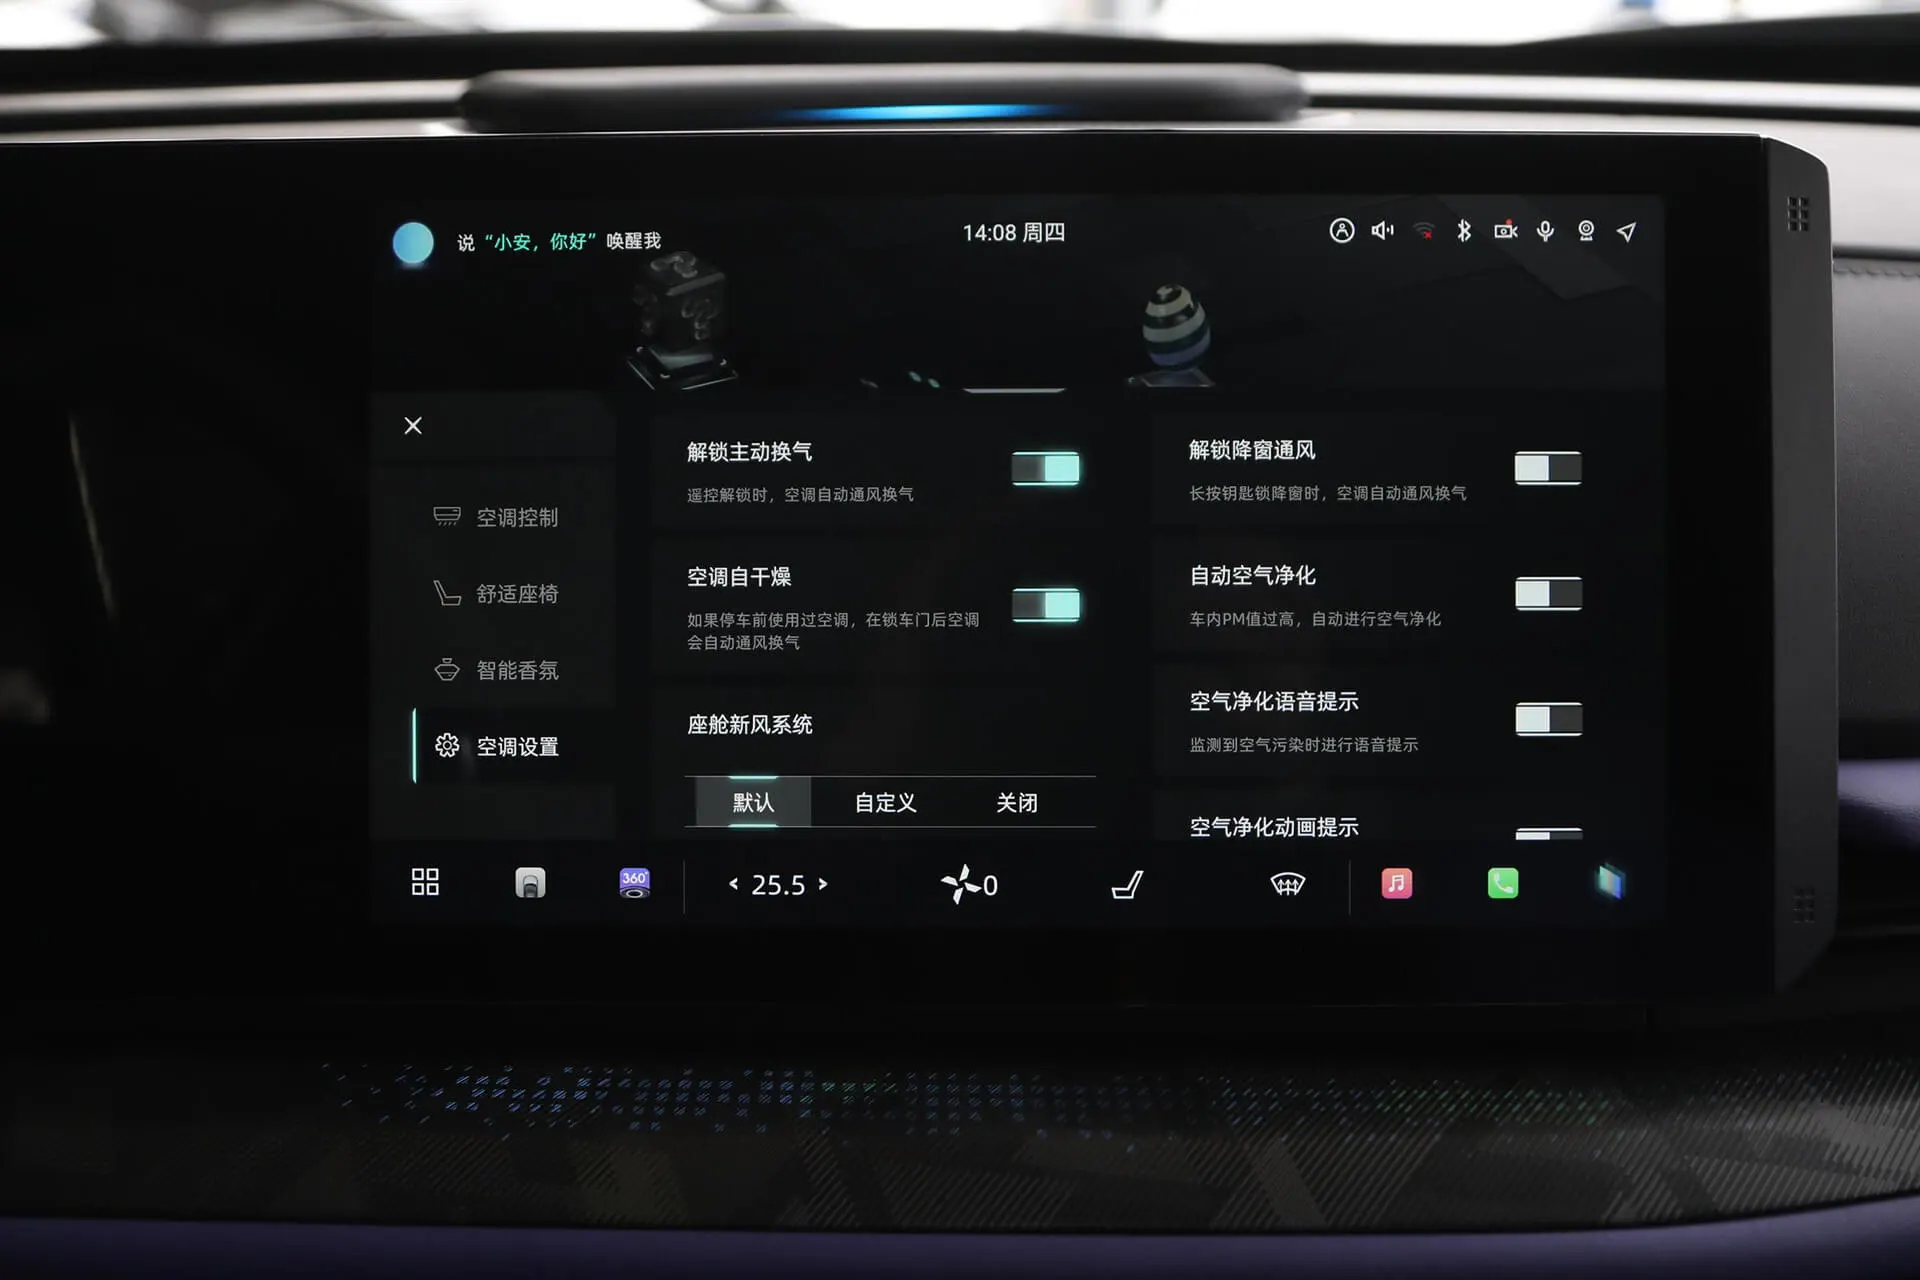 说 “小安，你好” 唤醒我
14:08 周四
空调控制
舒适座椅
智能香氛
空调设置
解锁主动换气
遥控解锁时，空调自动通风换气
空调自干燥
如果停车前使用过空调，在锁车门后空调
会自动通风换气
座舱新风系统
默认 自定义 关闭
解锁降窗通风
长按钥匙锁降窗时，空调自动通风换气
自动空气净化
车内PM值过高，自动进行空气净化
空气净化语音提示
监测到空气污染时进行语音提示
空气净化动画提示
360°
< 25.5 >
0